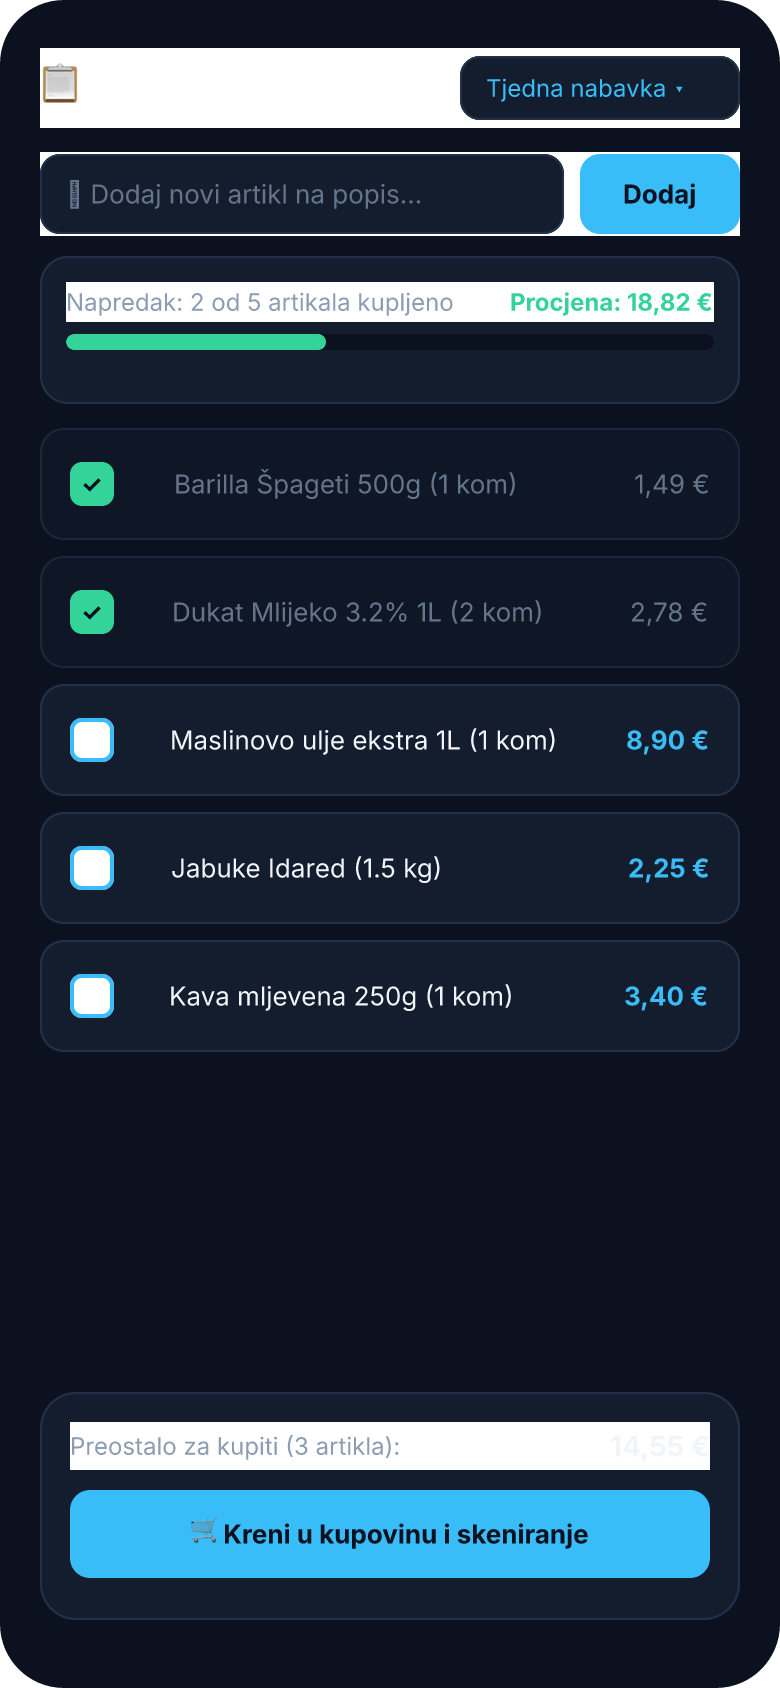 Tjedna nabavka ▾
Dodaj novi artikl na popis...
Dodaj
Napredak: 2 od 5 artikala kupljeno
Procjena: 18,82 €
✓ Barilla Špageti 500g (1 kom) 1,49 €
✓ Dukat Mlijeko 3.2% 1L (2 kom) 2,78 €
Maslinovo ulje ekstra 1L (1 kom) 8,90 €
Jabuke Idared (1.5 kg) 2,25 €
Kava mljevena 250g (1 kom) 3,40 €
Preostalo za kupiti (3 artikla): 14,55 €
🛒 Kreni u kupovinu i skeniranje